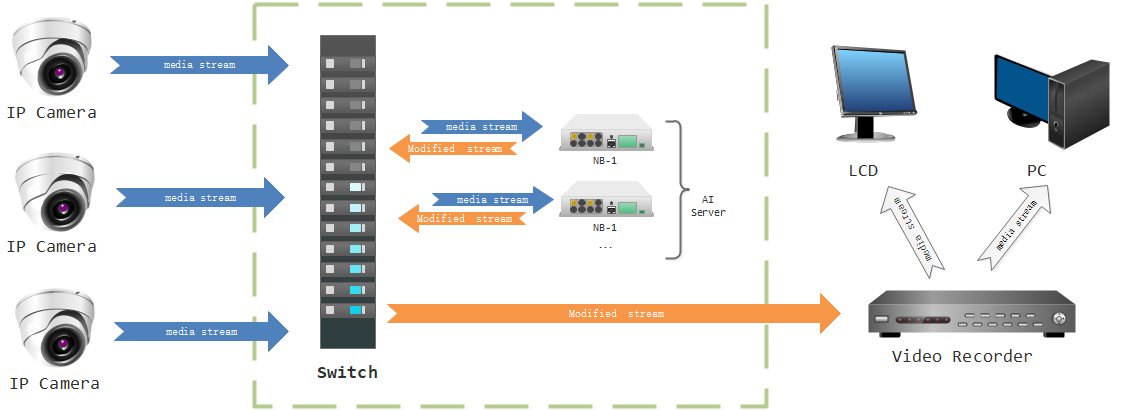 media stream
IP Camera
media stream
Modified  stream
NB-1
LCD
PC
media stream
IP Camera
media stream
Modified  stream
NB-1
...
AI
Server
media stream
media stream
media stream
IP Camera
Modified  stream
Switch
Video Recorder